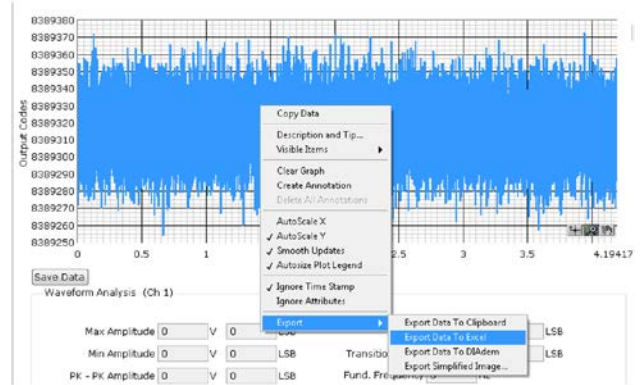 8389380
8389370
8389360
8389350
8389340
8389330
8389320
8389310
8389300
8389290
8389280
8389270
8389260
8389250
Output Codes
0 0.5 1 2.5 3 3.5 4.19417
Copy Data
Description and Tip...
Visible Items
Clear Graph
Create Annotation
Delete All Annotations
AutoScale X
✓ AutoScale Y
✓ Smooth Updates
✓ Autosize Plot Legend
✓ Ignore Time Stamp
Ignore Attributes
Export
Export Data To Clipboard
Export Data To Excel
Export Data To DIAdem
Export Simplified Image...
Save Data
Waveform Analysis (Ch 1)
Max Amplitude 0 V 0 LSB
Min Amplitude 0 V 0 LSB Transitio LSB
PK - PK Amplitude 0 V 0 LSB Fund. Frequency